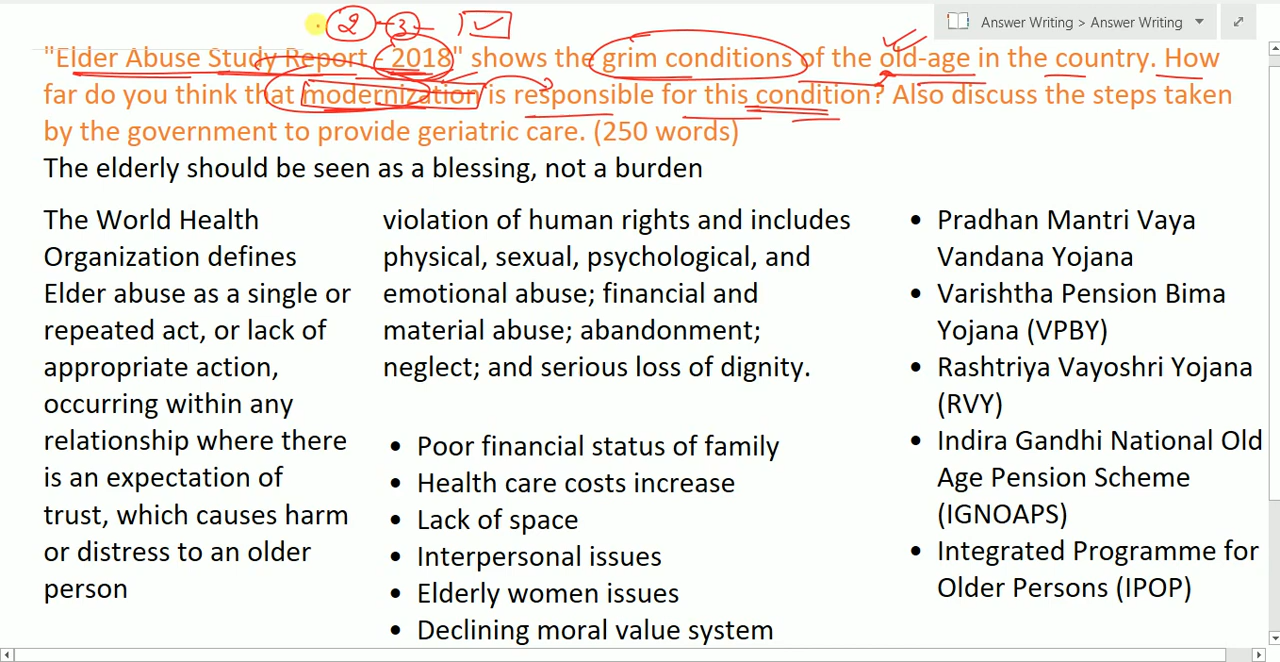 2 3
Answer Writing > Answer Writing
"Elder Abuse Study Report - 2018" shows the grim conditions of the old-age in the country. How
far do you think that modernization is responsible for this condition? Also discuss the steps taken
by the government to provide geriatric care. (250 words)
The elderly should be seen as a blessing, not a burden
The World Health
Organization defines
Elder abuse as a single or
repeated act, or lack of
appropriate action,
occurring within any
relationship where there
is an expectation of
trust, which causes harm
or distress to an older
person
violation of human rights and includes
physical, sexual, psychological, and
emotional abuse; financial and
material abuse; abandonment;
neglect; and serious loss of dignity.
• Poor financial status of family
• Health care costs increase
• Lack of space
• Interpersonal issues
• Elderly women issues
• Declining moral value system
• Pradhan Mantri Vaya
Vandana Yojana
• Varishtha Pension Bima
Yojana (VPBY)
• Rashtriya Vayoshri Yojana
(RVY)
• Indira Gandhi National Old
Age Pension Scheme
(IGNOAPS)
• Integrated Programme for
Older Persons (IPOP)